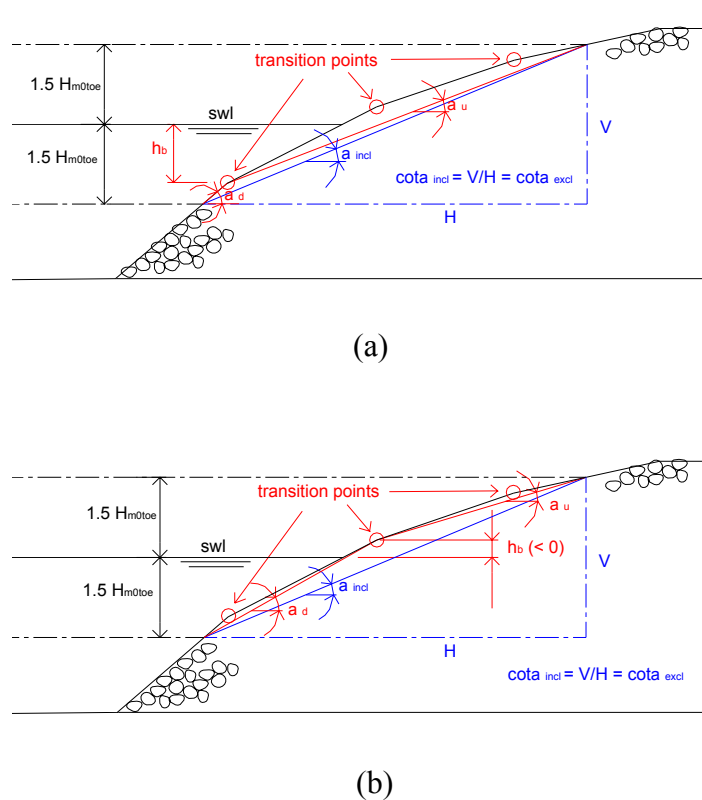 1.5 Hm0toe
transition points
swl
a u
1.5 Hm0toe
hb
a incl
V
cota incl = V/H = cota excl
a d
H
(a)
transition points
1.5 Hm0toe
a u
swl
hb (< 0)
V
1.5 Hm0toe
a incl
a d
H
cota incl = V/H = cota excl
(b)